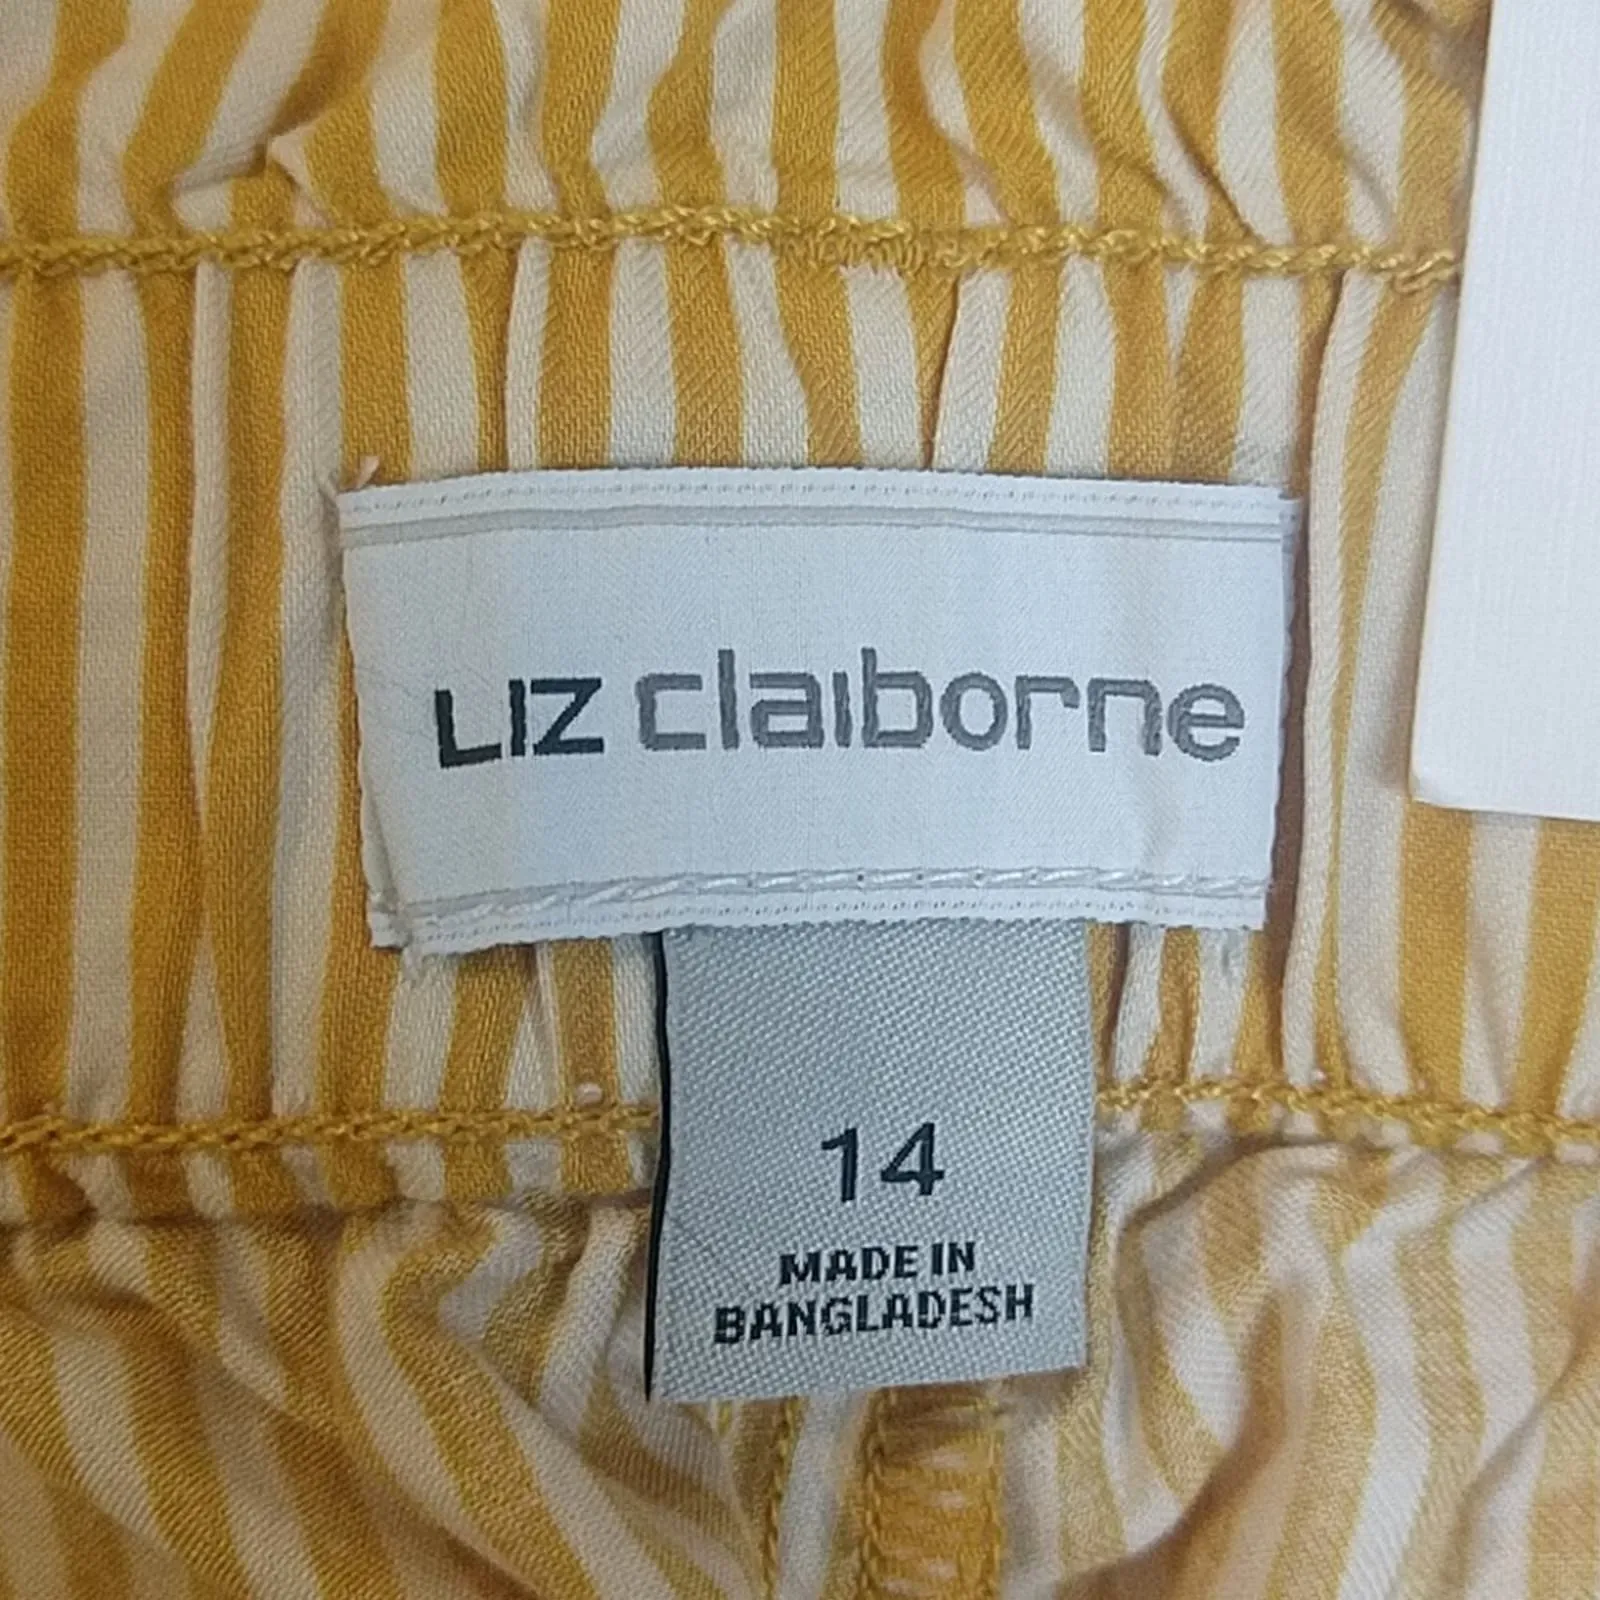 LIZ claiborne
14
MADE IN
BANGLADESH